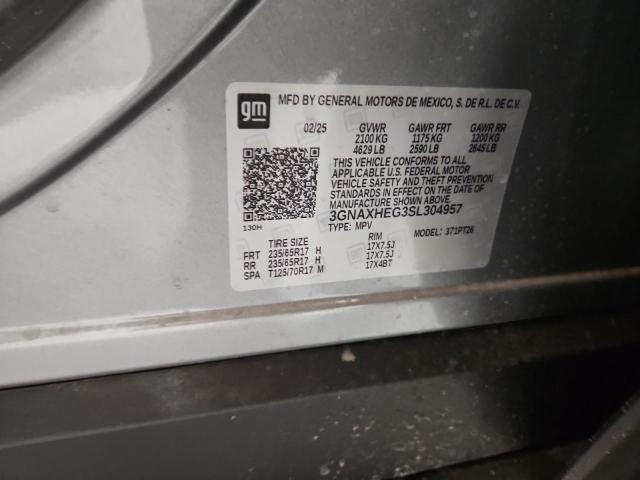 gm MFD BY GENERAL MOTORS DE MEXICO, S. DE R.L. DE C.V.
02/25 GVWR GAWR FRT GAWR RR
2100 KG 1175 KG 1200 KG
4629 LB 2590 LB 2645 LB
THIS VEHICLE CONFORMS TO ALL
APPLICABLE U.S. FEDERAL MOTOR
VEHICLE SAFETY AND THEFT PREVENTION
STANDARDS IN EFFECT ON THE DATE OF
MANUFACTURE SHOWN ABOVE.
3GNAXHEG3SL304957
130H TYPE: MPV MODEL: 371PT26
TIRE SIZE RIM
FRT 235/65R17 H 17X7.5J
RR 235/65R17 H 17X7.5J
SPA T125/70R17 M 17X4BT